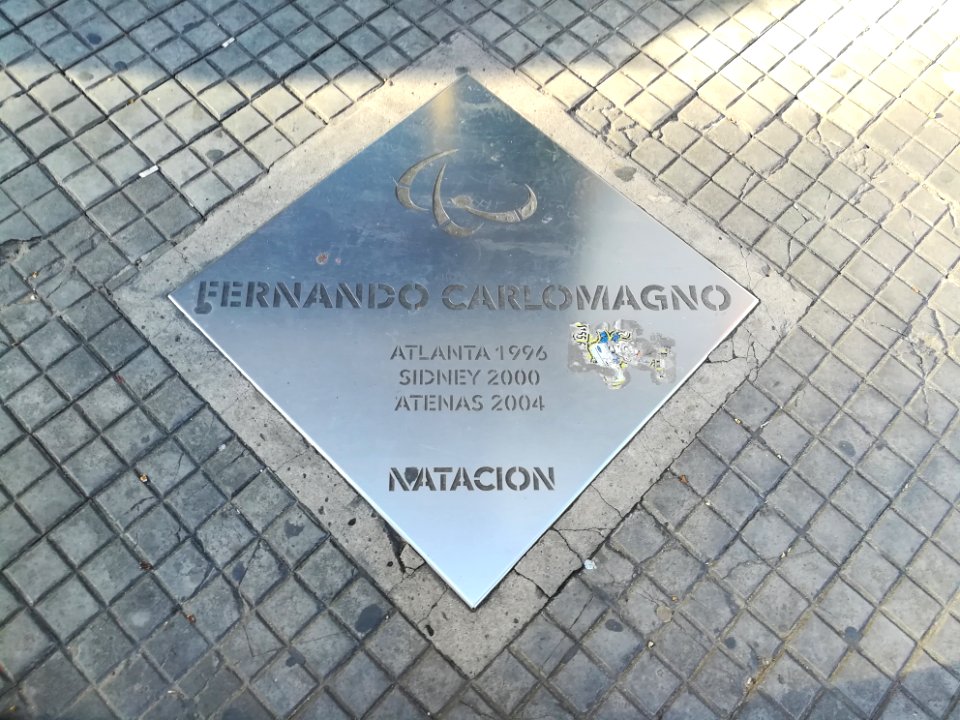 FERNANDO CARLOMAGNO
ATLANTA 1996
SIDNEY 2000
ATENAS 2004
NATACION